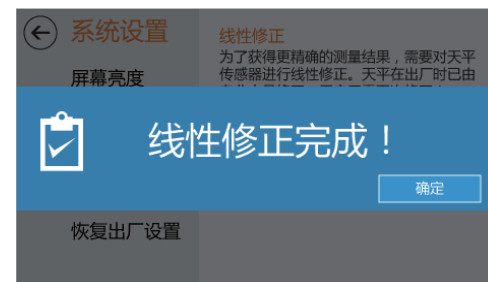 系统设置
线性修正
为了获得更精确的测量结果，需要对天平
传感器进行线性修正。天平在出厂时已由
屏幕亮度
线性修正完成！
确定
恢复出厂设置